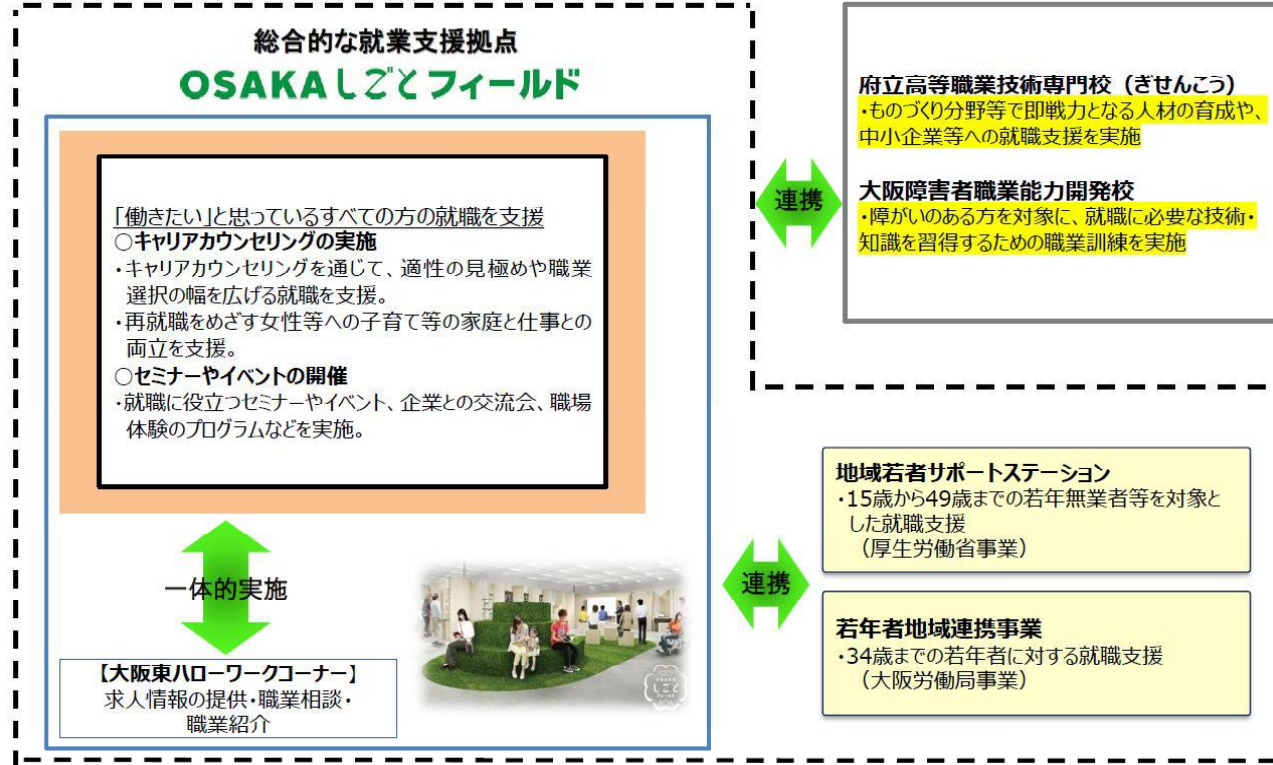 総合的な就業支援拠点
OSAKAしごとフィールド
「働きたい」と思っているすべての方の就職を支援
○キャリアカウンセリングの実施
・キャリアカウンセリングを通じて、適性の見極めや職業
選択の幅を広げる就職を支援。
・再就職をめざす女性等への子育て等の家庭と仕事との
両立を支援。
○セミナーやイベントの開催
・就職に役立つセミナーやイベント、企業との交流会、職場
体験のプログラムなどを実施。
一体的実施
【大阪東ハローワークコーナー】
求人情報の提供・職業相談・
職業紹介
OSAKA
しごと
フィールド
連携
府立高等職業技術専門校（ぎせんこう）
・ものづくり分野等で即戦力となる人材の育成や、
中小企業等への就職支援を実施
大阪障害者職業能力開発校
・障がいのある方を対象に、就職に必要な技術・
知識を習得するための職業訓練を実施
連携
地域若者サポートステーション
・15歳から49歳までの若年無業者等を対象と
した就職支援
（厚生労働省事業）
若年者地域連携事業
・34歳までの若年者に対する就職支援
（大阪労働局事業）